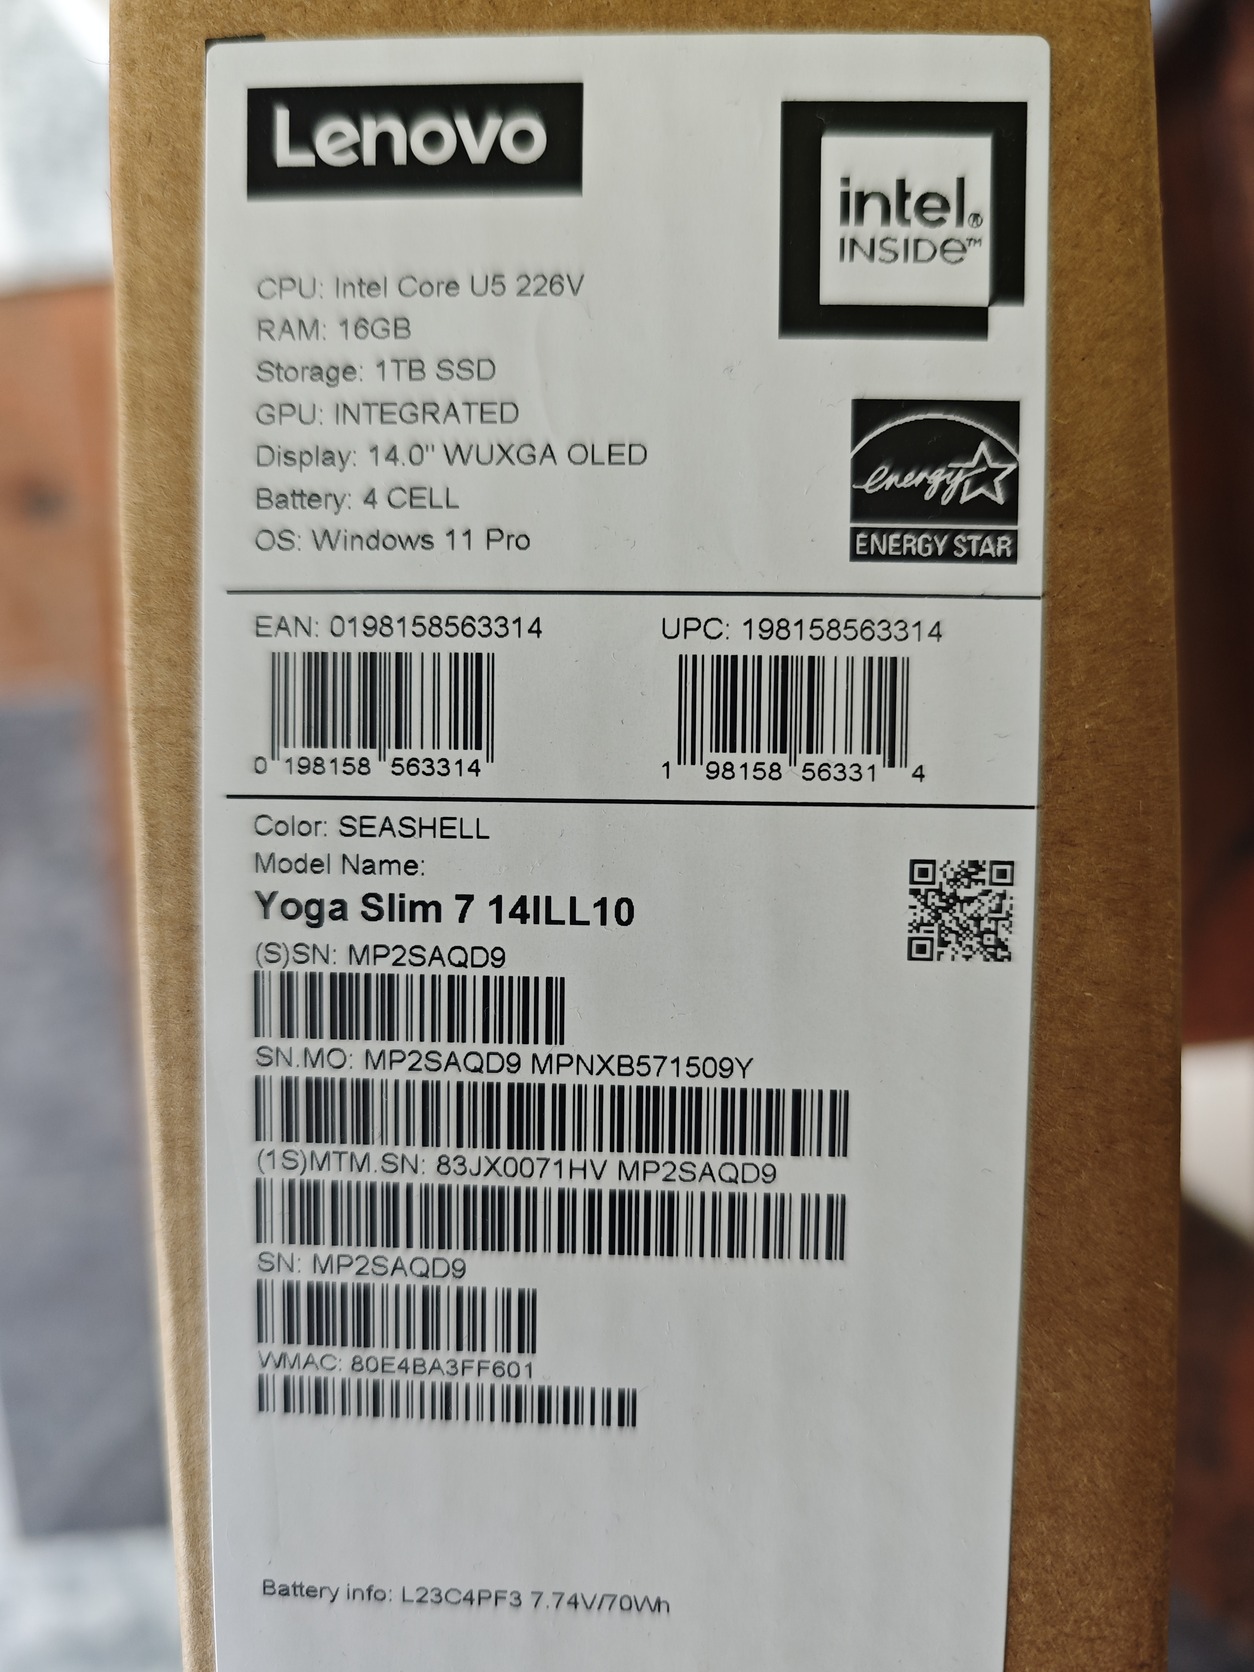 Lenovo
intel®
INSIDE™
CPU: Intel Core U5 226V
RAM: 16GB
Storage: 1TB SSD
GPU: INTEGRATED
Display: 14.0" WUXGA OLED
Battery: 4 CELL
OS: Windows 11 Pro
energy
ENERGY STAR
EAN: 0198158563314
0 198158 563314
UPC: 198158563314
1 98158 56331 4
Color: SEASHELL
Model Name:
Yoga Slim 7 14ILL10
(S)SN: MP2SAQD9
SN.MO: MP2SAQD9 MPNXB571509Y
(1S)MTM.SN: 83JX0071HV MP2SAQD9
SN: MP2SAQD9
WMAC: 80E4BA3FF601
Battery info: L23C4PF3 7.74V/70Wh